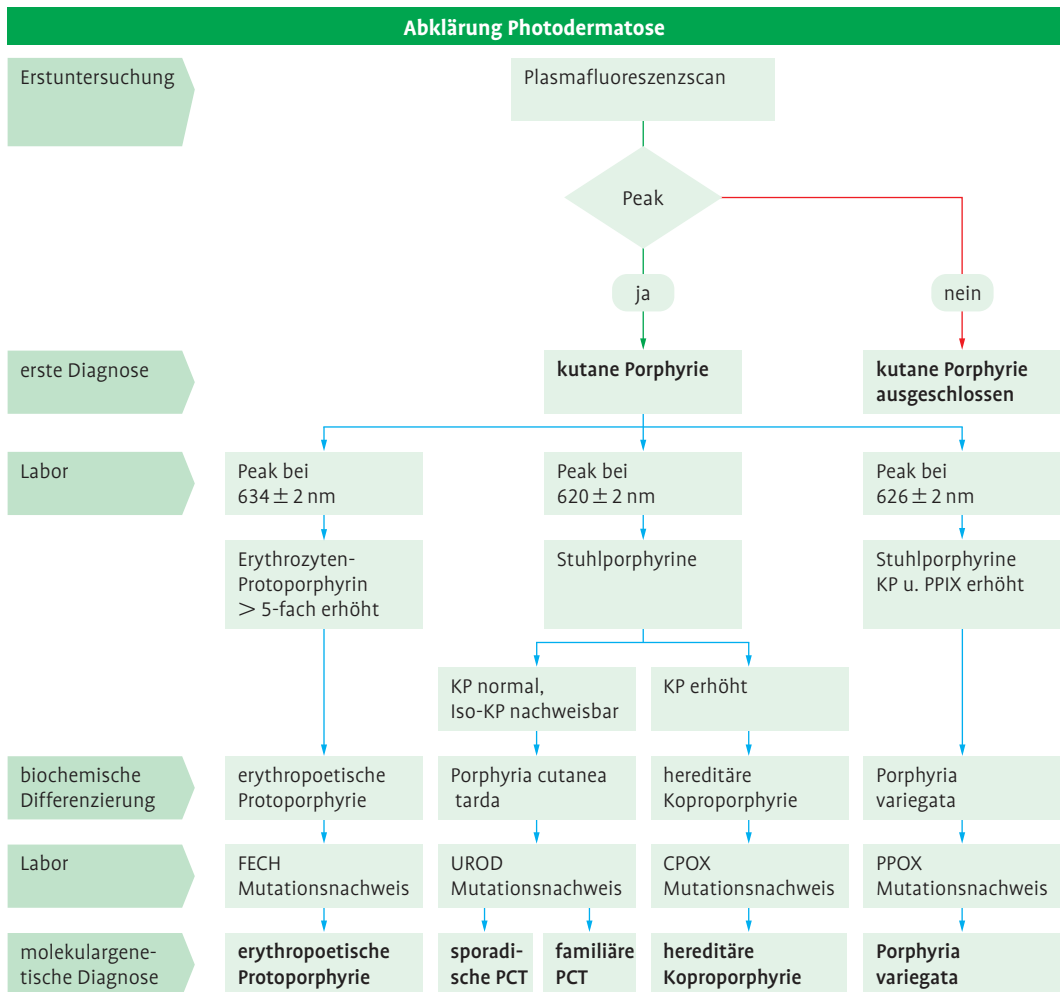 Abklärung Photodermatose
Erstuntersuchung
Plasmafluoreszenzscan
Peak
ja
nein
erste Diagnose
kutane Porphyrie
kutane Porphyrie
ausgeschlossen
Labor
Peak bei
634 ± 2 nm
Peak bei
620 ± 2 nm
Peak bei
626 ± 2 nm
Erythrozyten-
Protoporphyrin
> 5-fach erhöht
Stuhlporphyrine
Stuhlporphyrine
KP u. PPIX erhöht
KP normal,
Iso-KP nachweisbar
KP erhöht
biochemische
Differenzierung
erythropoetische
Protoporphyrie
Porphyria cutanea
tarda
hereditäre
Koproporphyrie
Porphyria
variegata
Labor
FECH
Mutationsnachweis
UROD
Mutationsnachweis
CPOX
Mutationsnachweis
PPOX
Mutationsnachweis
molekulargene-
tische Diagnose
erythropoetische
Protoporphyrie
sporadi-
sche PCT
familiäre
PCT
hereditäre
Koproporphyrie
Porphyria
variegata